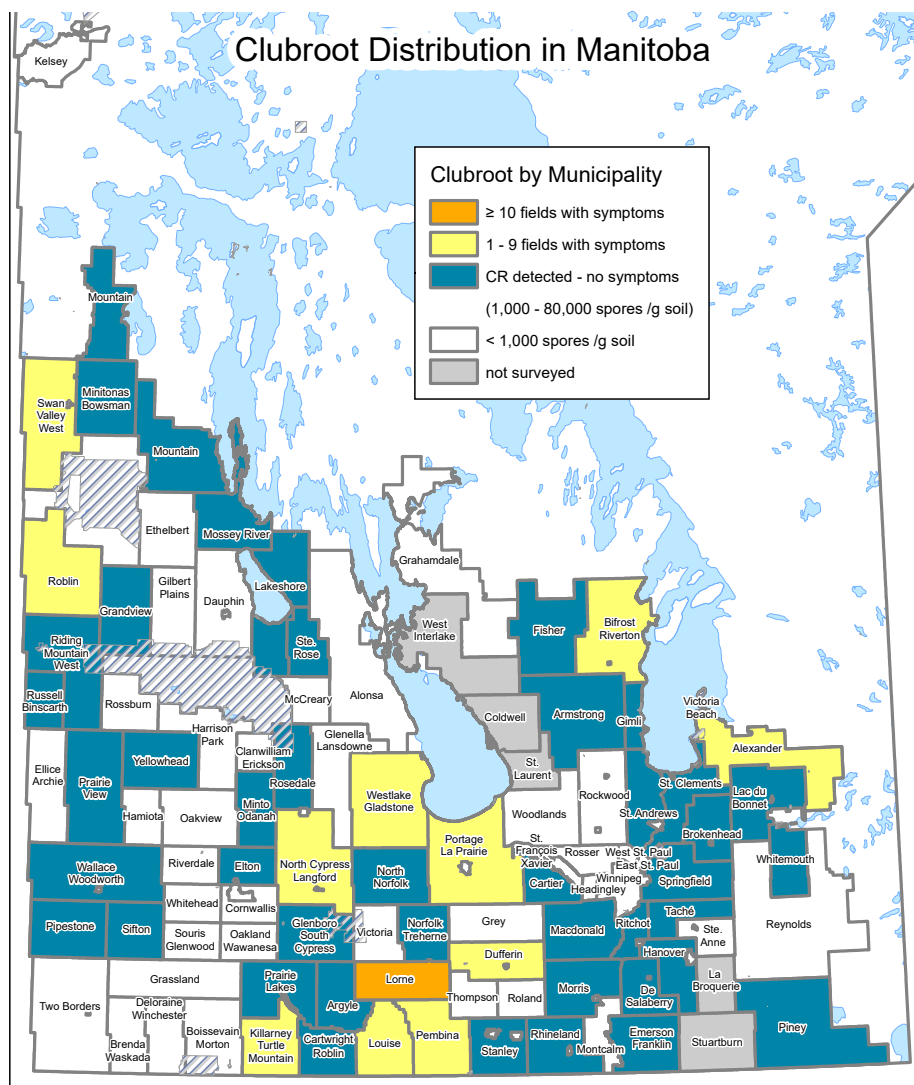 Clubroot Distribution in Manitoba
Kelsey
Clubroot by Municipality
≥ 10 fields with symptoms
1 - 9 fields with symptoms
CR detected - no symptoms
(1,000 - 80,000 spores /g soil)
< 1,000 spores /g soil
not surveyed
Mountain
Minitonas
Bowsman
Swan
Valley
West
Mountain
Ethelbert
Mossey River
Grahamdale
Roblin
Grandview
Gilbert
Plains
Dauphin
Lakeshore
West
Interlake
Fisher
Bifrost
Riverton
Riding
Mountain
West
Ste.
Rose
Russell
Binscarth
Rossburn
McCreary
Alonsa
Coldwell
Armstrong
Gimli
Victoria
Beach
Harrison
Park
Glenella
Lansdowne
Clanwilliam
Erickson
Alexander
St.
Laurent
Ellice
Archie
Prairie
View
Yellowhead
Rosedale
Westlake
Gladstone
Rockwood
St. Clements
Lac du
Bonnet
Hamiota
Oakview
Minto
Odanah
Woodlands
St. Andrews
Brokenhead
Portage
La Prairie
St.
François
Xavier
Rosser
West St. Paul
East St. Paul
Whitemouth
Wallace
Woodworth
Riverdale
Elton
North Cypress
Langford
North
Norfolk
Cartier
Headingley
Winnipeg
Springfield
Whitehead
Cornwallis
Pipestone
Sifton
Souris
Glenwood
Oakland
Wawanesa
Glenboro
South
Cypress
Victoria
Norfolk
Treherne
Grey
Macdonald
Ritchot
Taché
Ste.
Anne
Reynolds
Dufferin
Hanover
Two Borders
Grassland
Prairie
Lakes
Argyle
Lorne
Thompson
Roland
Morris
De
Salaberry
La
Broquerie
Deloraine
Winchester
Brenda
Waskada
Boissevain
Morton
Killarney
Turtle
Mountain
Cartwright
Roblin
Louise
Pembina
Stanley
Rhineland
Montcalm
Emerson
Franklin
Stuartburn
Piney